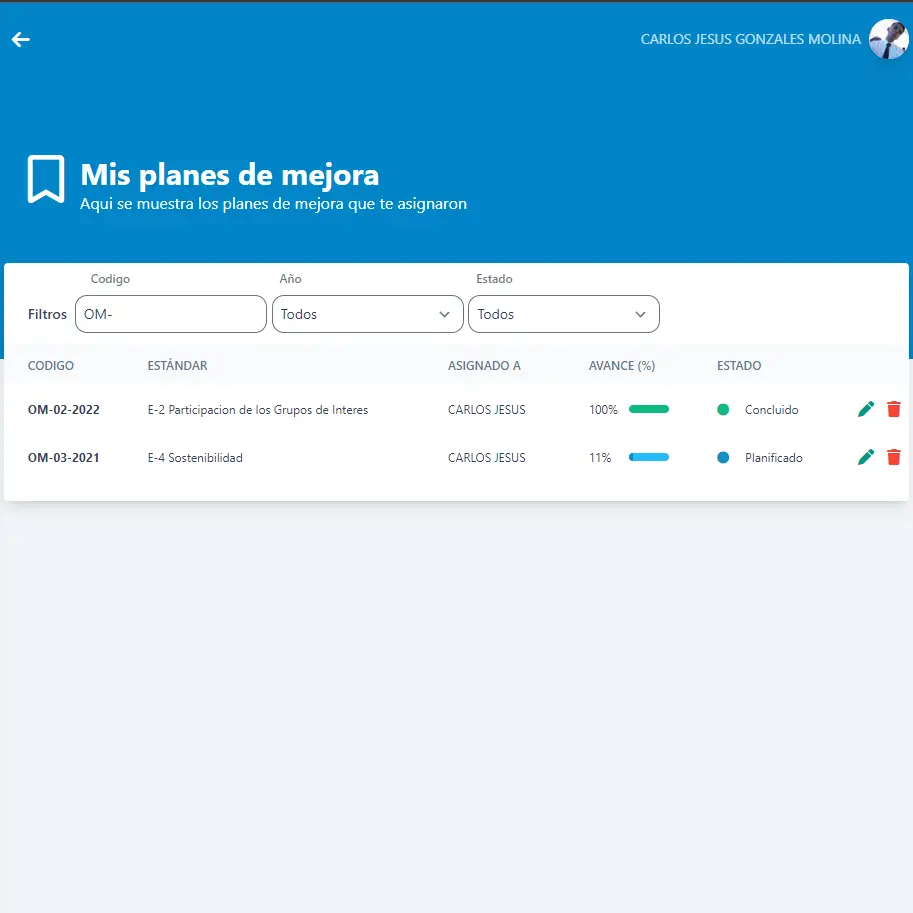 CARLOS JESUS GONZALES MOLINA
Mis planes de mejora
Aqui se muestra los planes de mejora que te asignaron
Codigo Año Estado
Filtros OM- Todos Todos
CODIGO ESTÁNDAR ASIGNADO A AVANCE (%) ESTADO
OM-02-2022 E-2 Participacion de los Grupos de Interes CARLOS JESUS 100% Concluido
OM-03-2021 E-4 Sostenibilidad CARLOS JESUS 11% Planificado